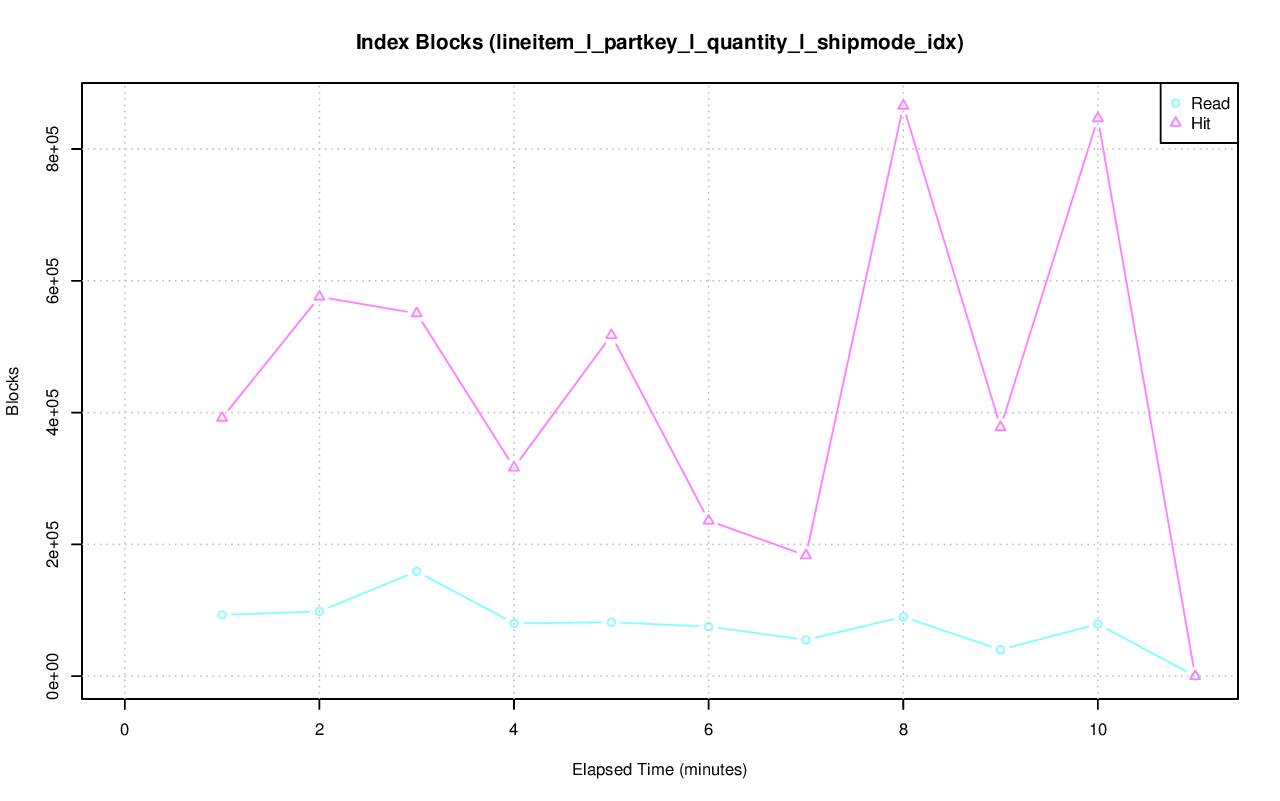 Index Blocks (lineitem_l_partkey_l_quantity_l_shipmode_idx)
Read
Hit
8e+05
6e+05
4e+05
2e+05
0e+00
Blocks
0 2 4 6 8 10
Elapsed Time (minutes)